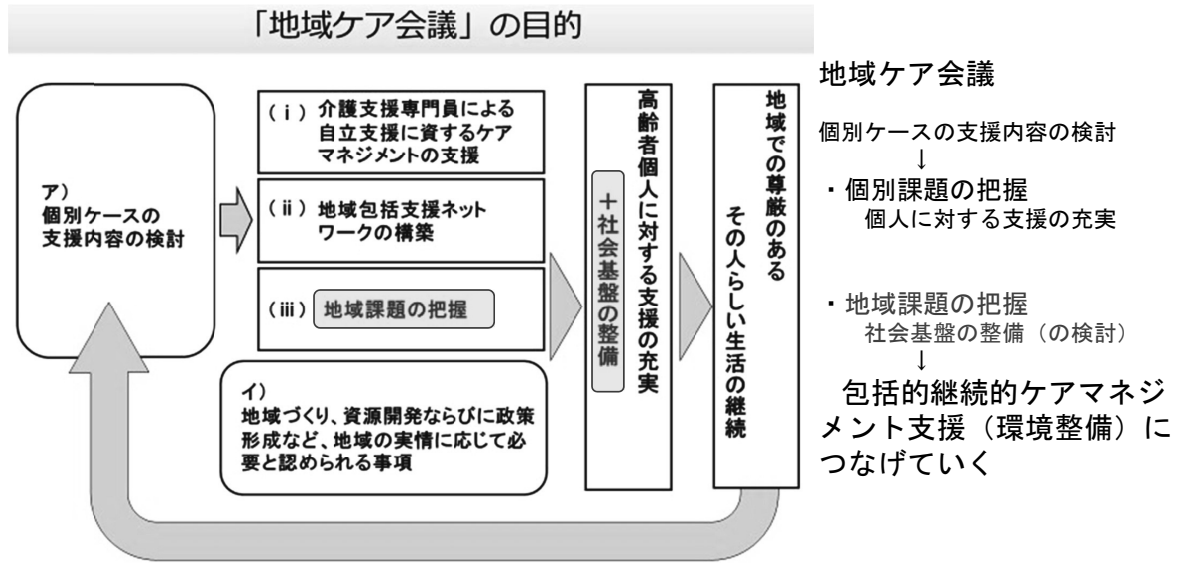 「地域ケア会議」の目的
ア）
個別ケースの
支援内容の検討
（ⅰ）介護支援専門員による
自立支援に資するケア
マネジメントの支援
（ⅱ）地域包括支援ネット
ワークの構築
（ⅲ）地域課題の把握
イ）
地域づくり、資源開発ならびに政策
形成など、地域の実情に応じて必
要と認められる事項
高齢者個人に対する支援の充実
＋社会基盤の整備
地域での尊厳のある
その人らしい生活の継続
地域ケア会議
個別ケースの支援内容の検討
↓
・個別課題の把握
個人に対する支援の充実
・地域課題の把握
社会基盤の整備（の検討）
↓
包括的継続的ケアマネジ
メント支援（環境整備）に
つなげていく